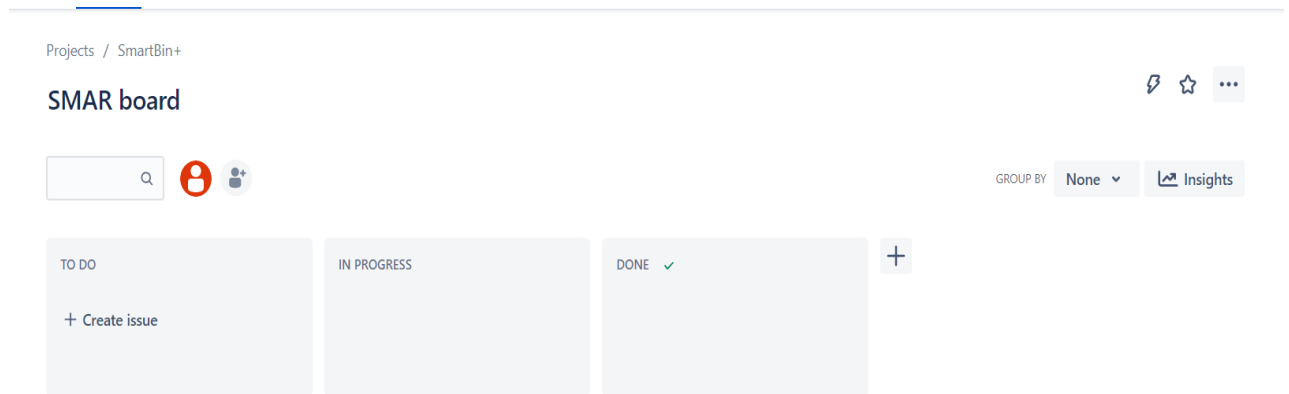 Projects / SmartBin+
SMAR board
GROUP BY None Insights
TO DO IN PROGRESS DONE
+ Create issue